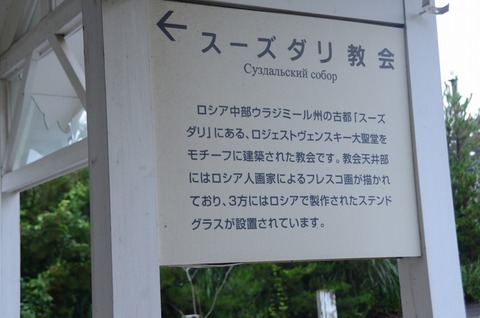 ← スーズダリ教会
Суздальский собор
ロシア中部ウラジミール州の古都「スーズ
ダリ」にある、ロジェストヴェンスキー大聖堂を
モチーフに建築された教会です。教会天井部
にはロシア人画家によるフレスコ画が描かれ
ており、3方にはロシアで製作されたステンド
グラスが設置されています。